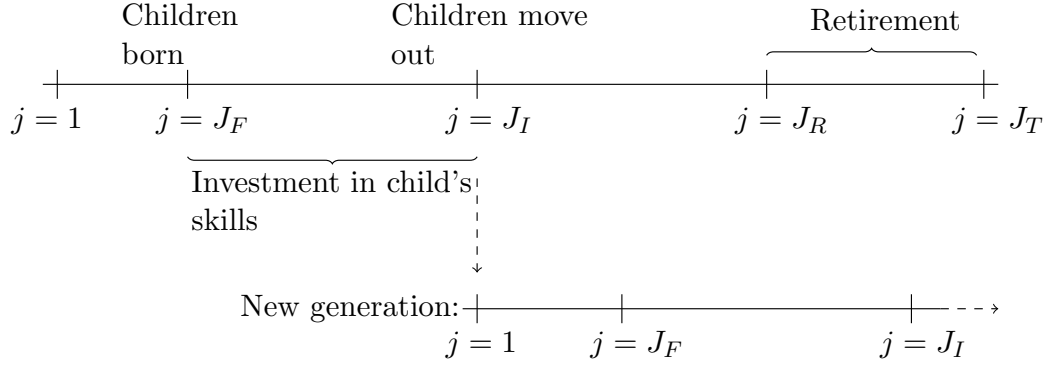 Children
born
Children move
out
Retirement
j = 1
j = J_F
j = J_I
j = J_R
j = J_T
Investment in child's
skills
New generation:
j = 1
j = J_F
j = J_I